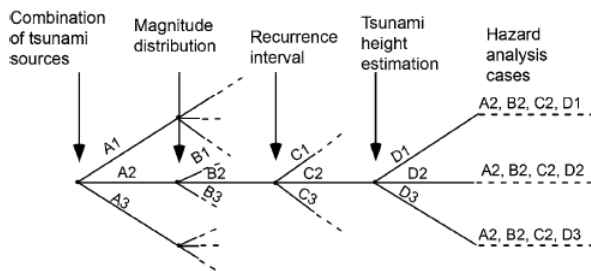 Combination
of tsunami
sources
Magnitude
distribution
Recurrence
interval
Tsunami
height
estimation
Hazard
analysis
cases
A1
A2
A3
B1
B2
B3
C1
C2
C3
D1
D2
D3
A2, B2, C2, D1
A2, B2, C2, D2
A2, B2, C2, D3